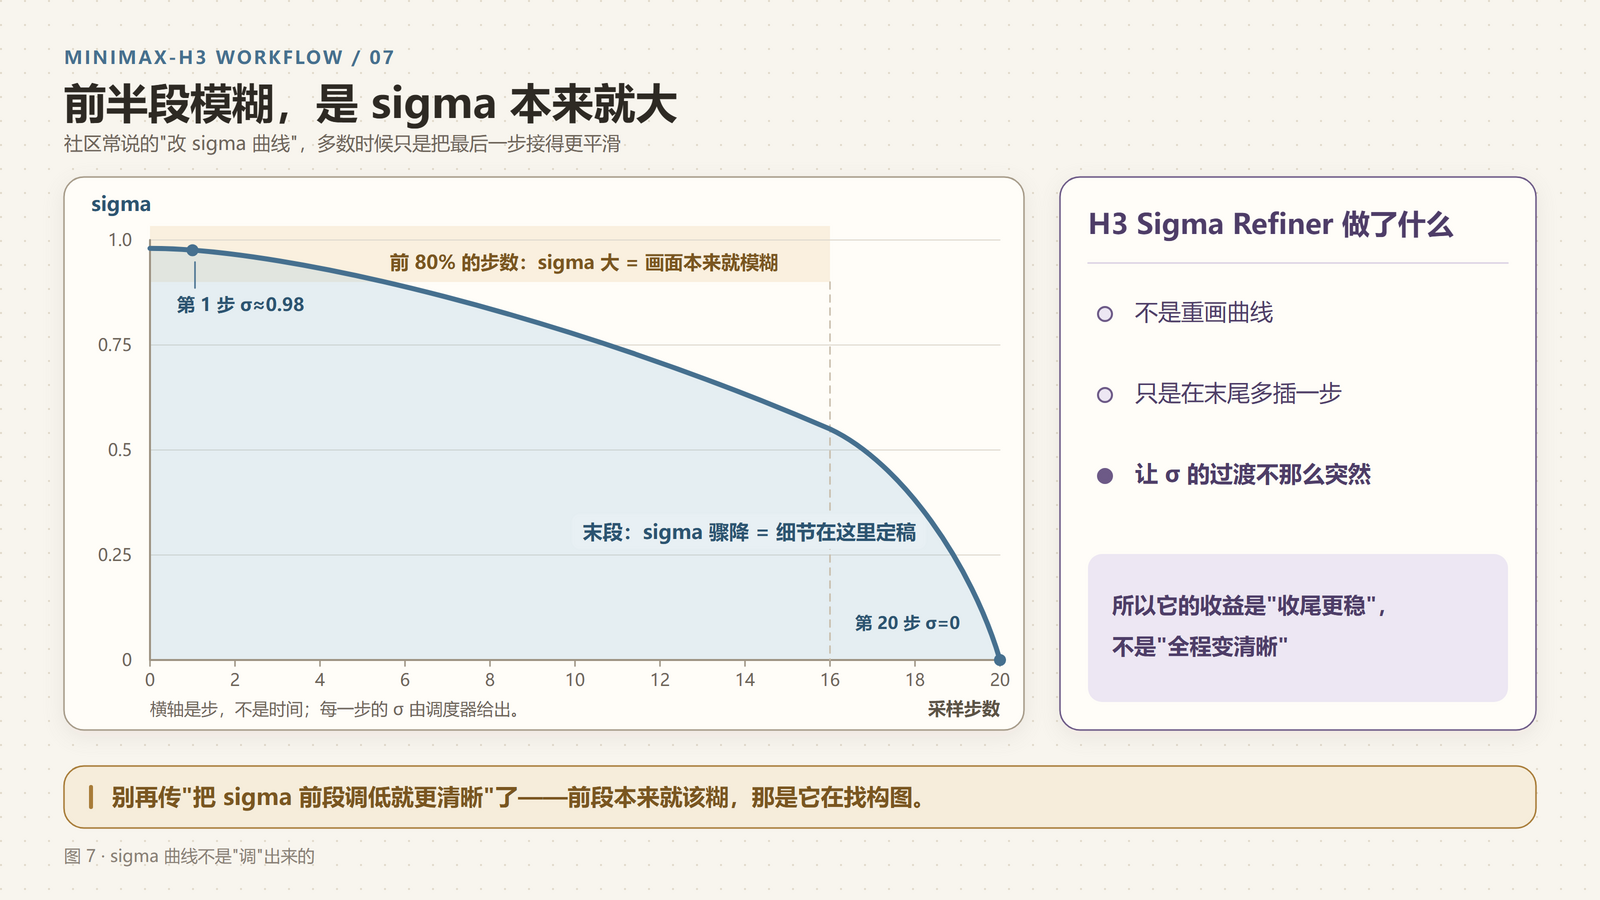 MINIMAX-H3 WORKFLOW / 07
前半段模糊，是 sigma 本来就大
社区常说的"改 sigma 曲线"，多数时候只是把最后一步接得更平滑
sigma
1.0
0.75
0.5
0.25
0
前 80% 的步数：sigma 大 = 画面本来就模糊
第 1 步 σ≈0.98
末段：sigma 骤降 = 细节在这里定稿
第 20 步 σ=0
0 2 4 6 8 10 12 14 16 18 20
横轴是步，不是时间；每一步的 σ 由调度器给出。
采样步数
H3 Sigma Refiner 做了什么
不是重画曲线
只是在末尾多插一步
让 σ 的过渡不那么突然
所以它的收益是"收尾更稳"，
不是"全程变清晰"
别再传"把 sigma 前段调低就更清晰"了——前段本来就该糊，那是它在找构图。
图 7 · sigma 曲线不是"调"出来的